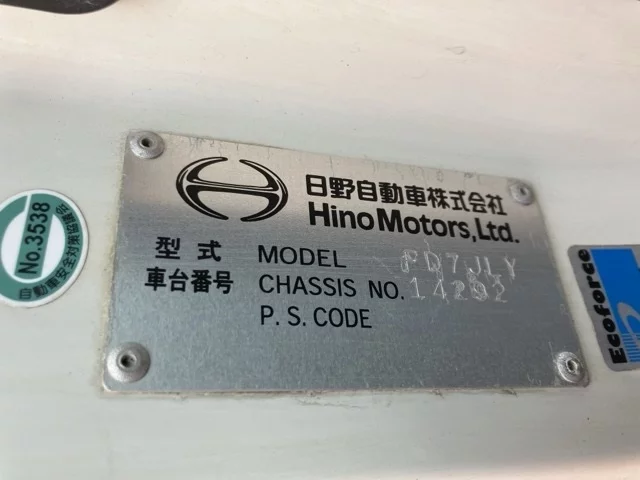 日野自動車株式会社
Hino Motors, Ltd.
型式 MODEL FD7JLY
車台番号 CHASSIS NO. 14292
P.S.CODE
No.3538
Ecoforce